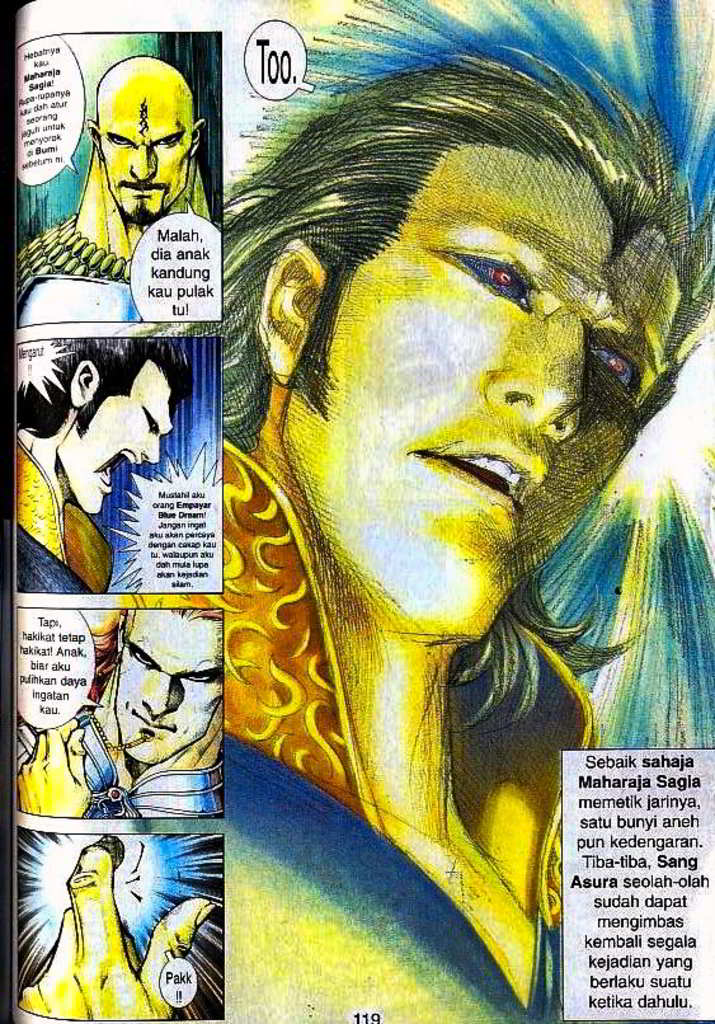 Hebatnya
kau
Maharaja
Sagia!
Rupa-rupanya
kau dah atur
seorang
jaguh untuk
menyorok
di Bumi
sebelum ni.
Malah,
dia anak
kandung
kau pulak
tu!
Mengarut
!!
Mustahil aku
orang Empayar
Blue Dream!
Jangan ingat
aku akan percaya
dengan cakap kau
tu, walaupun aku
dah mula lupa
akan kejadian
silam.
Tapi,
hakikat tetap
hakikat! Anak,
biar aku
pulihkan daya
ingatan
kau.
Pakk
!!
Too.
Sebaik sahaja
Maharaja Sagia
memetik jarinya,
satu bunyi aneh
pun kedengaran.
Tiba-tiba, Sang
Asura seolah-olah
sudah dapat
mengimbas
kembali segala
kejadian yang
berlaku suatu
ketika dahulu.
119